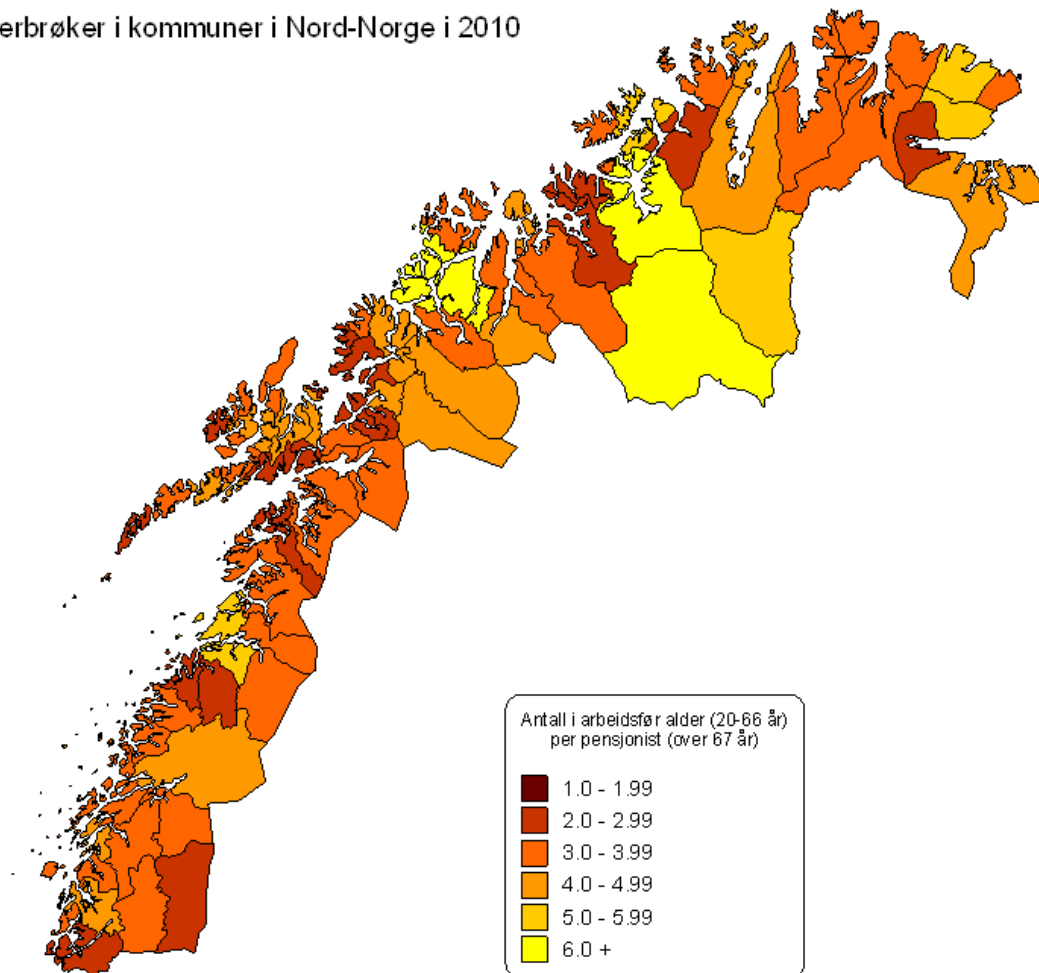 erbrøker i kommuner i Nord-Norge i 2010
Antall i arbeidsfør alder (20-66 år)
per pensjonist (over 67 år)
1.0 - 1.99
2.0 - 2.99
3.0 - 3.99
4.0 - 4.99
5.0 - 5.99
6.0 +